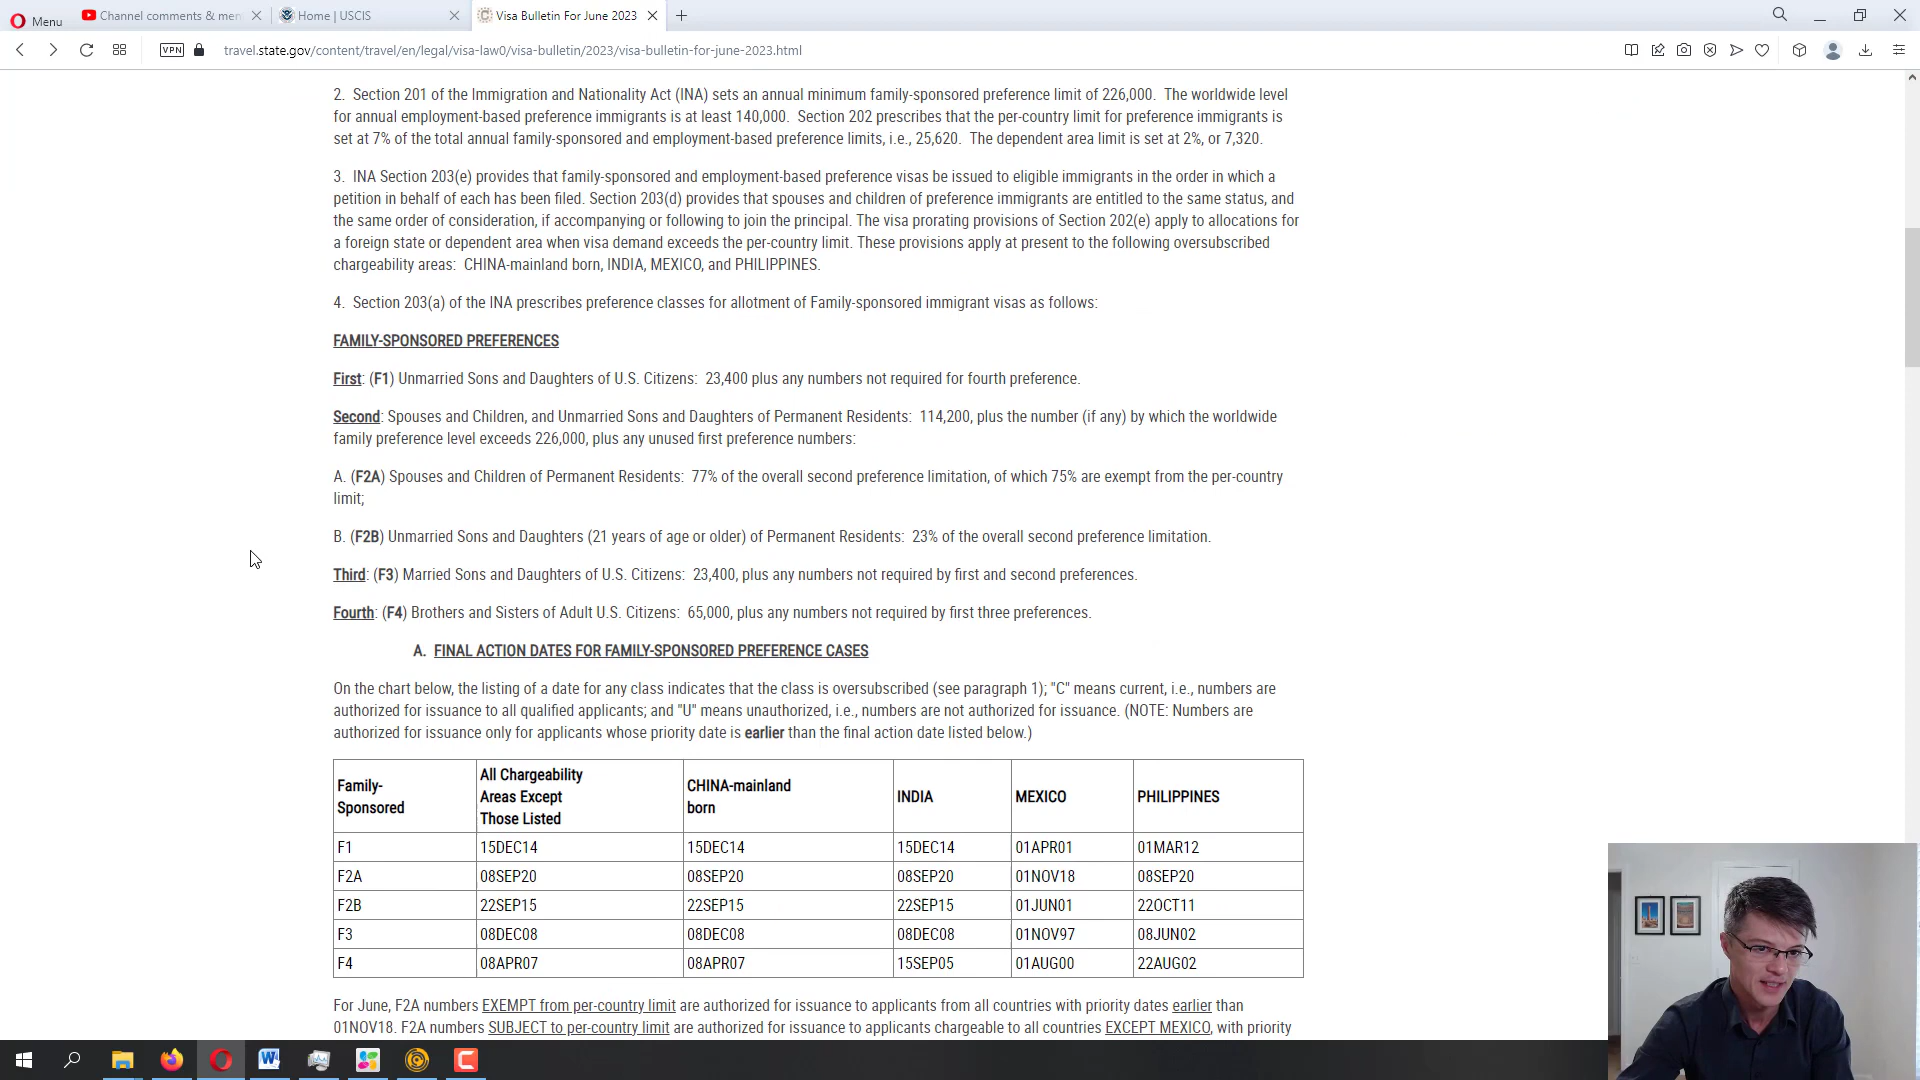 Menu
Channel comments & men
Home | USCIS
Visa Bulletin For June 2023
VPN
travel.state.gov/content/travel/en/legal/visa-law0/visa-bulletin/2023/visa-bulletin-for-june-2023.html
2. Section 201 of the Immigration and Nationality Act (INA) sets an annual minimum family-sponsored preference limit of 226,000. The worldwide level
for annual employment-based preference immigrants is at least 140,000. Section 202 prescribes that the per-country limit for preference immigrants is
set at 7% of the total annual family-sponsored and employment-based preference limits, i.e., 25,620. The dependent area limit is set at 2%, or 7,320.
3. INA Section 203(e) provides that family-sponsored and employment-based preference visas be issued to eligible immigrants in the order in which a
petition in behalf of each has been filed. Section 203(d) provides that spouses and children of preference immigrants are entitled to the same status, and
the same order of consideration, if accompanying or following to join the principal. The visa prorating provisions of Section 202(e) apply to allocations for
a foreign state or dependent area when visa demand exceeds the per-country limit. These provisions apply at present to the following oversubscribed
chargeability areas: CHINA-mainland born, INDIA, MEXICO, and PHILIPPINES.
4. Section 203(a) of the INA prescribes preference classes for allotment of Family-sponsored immigrant visas as follows:
FAMILY-SPONSORED PREFERENCES
First: (F1) Unmarried Sons and Daughters of U.S. Citizens: 23,400 plus any numbers not required for fourth preference.
Second: Spouses and Children, and Unmarried Sons and Daughters of Permanent Residents: 114,200, plus the number (if any) by which the worldwide
family preference level exceeds 226,000, plus any unused first preference numbers:
A. (F2A) Spouses and Children of Permanent Residents: 77% of the overall second preference limitation, of which 75% are exempt from the per-country
limit;
B. (F2B) Unmarried Sons and Daughters (21 years of age or older) of Permanent Residents: 23% of the overall second preference limitation.
Third: (F3) Married Sons and Daughters of U.S. Citizens: 23,400, plus any numbers not required by first and second preferences.
Fourth: (F4) Brothers and Sisters of Adult U.S. Citizens: 65,000, plus any numbers not required by first three preferences.
A. FINAL ACTION DATES FOR FAMILY-SPONSORED PREFERENCE CASES
On the chart below, the listing of a date for any class indicates that the class is oversubscribed (see paragraph 1); "C" means current, i.e., numbers are
authorized for issuance to all qualified applicants; and "U" means unauthorized, i.e., numbers are not authorized for issuance. (NOTE: Numbers are
authorized for issuance only for applicants whose priority date is earlier than the final action date listed below.)
Family-
Sponsored
All Chargeability
Areas Except
Those Listed
CHINA-mainland
born
INDIA
MEXICO
PHILIPPINES
F1 15DEC14 15DEC14 15DEC14 01APR01 01MAR12
F2A 08SEP20 08SEP20 08SEP20 01NOV18 08SEP20
F2B 22SEP15 22SEP15 22SEP15 01JUN01 22OCT11
F3 08DEC08 08DEC08 08DEC08 01NOV97 08JUN02
F4 08APR07 08APR07 15SEP05 01AUG00 22AUG02
For June, F2A numbers EXEMPT from per-country limit are authorized for issuance to applicants from all countries with priority dates earlier than
01NOV18. F2A numbers SUBJECT to per-country limit are authorized for issuance to applicants chargeable to all countries EXCEPT MEXICO, with priority